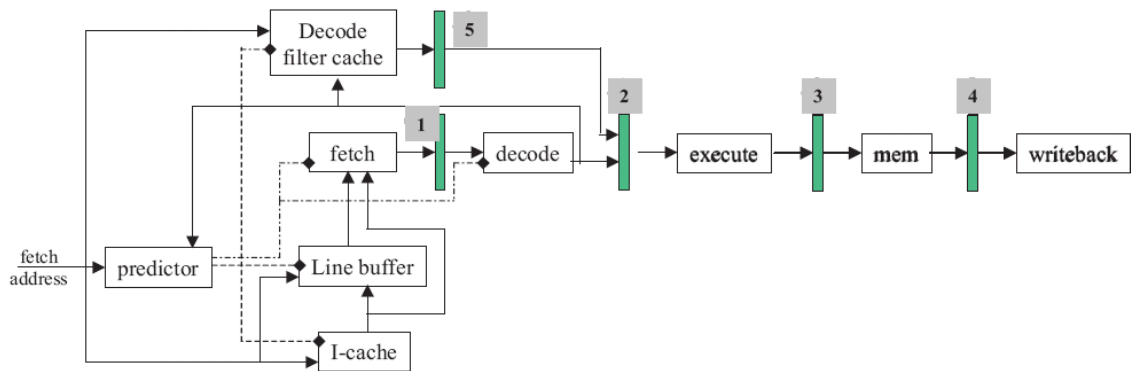 Decode
filter cache
5
1
2
3
4
fetch
decode
execute
mem
writeback
fetch
address
predictor
Line buffer
I-cache